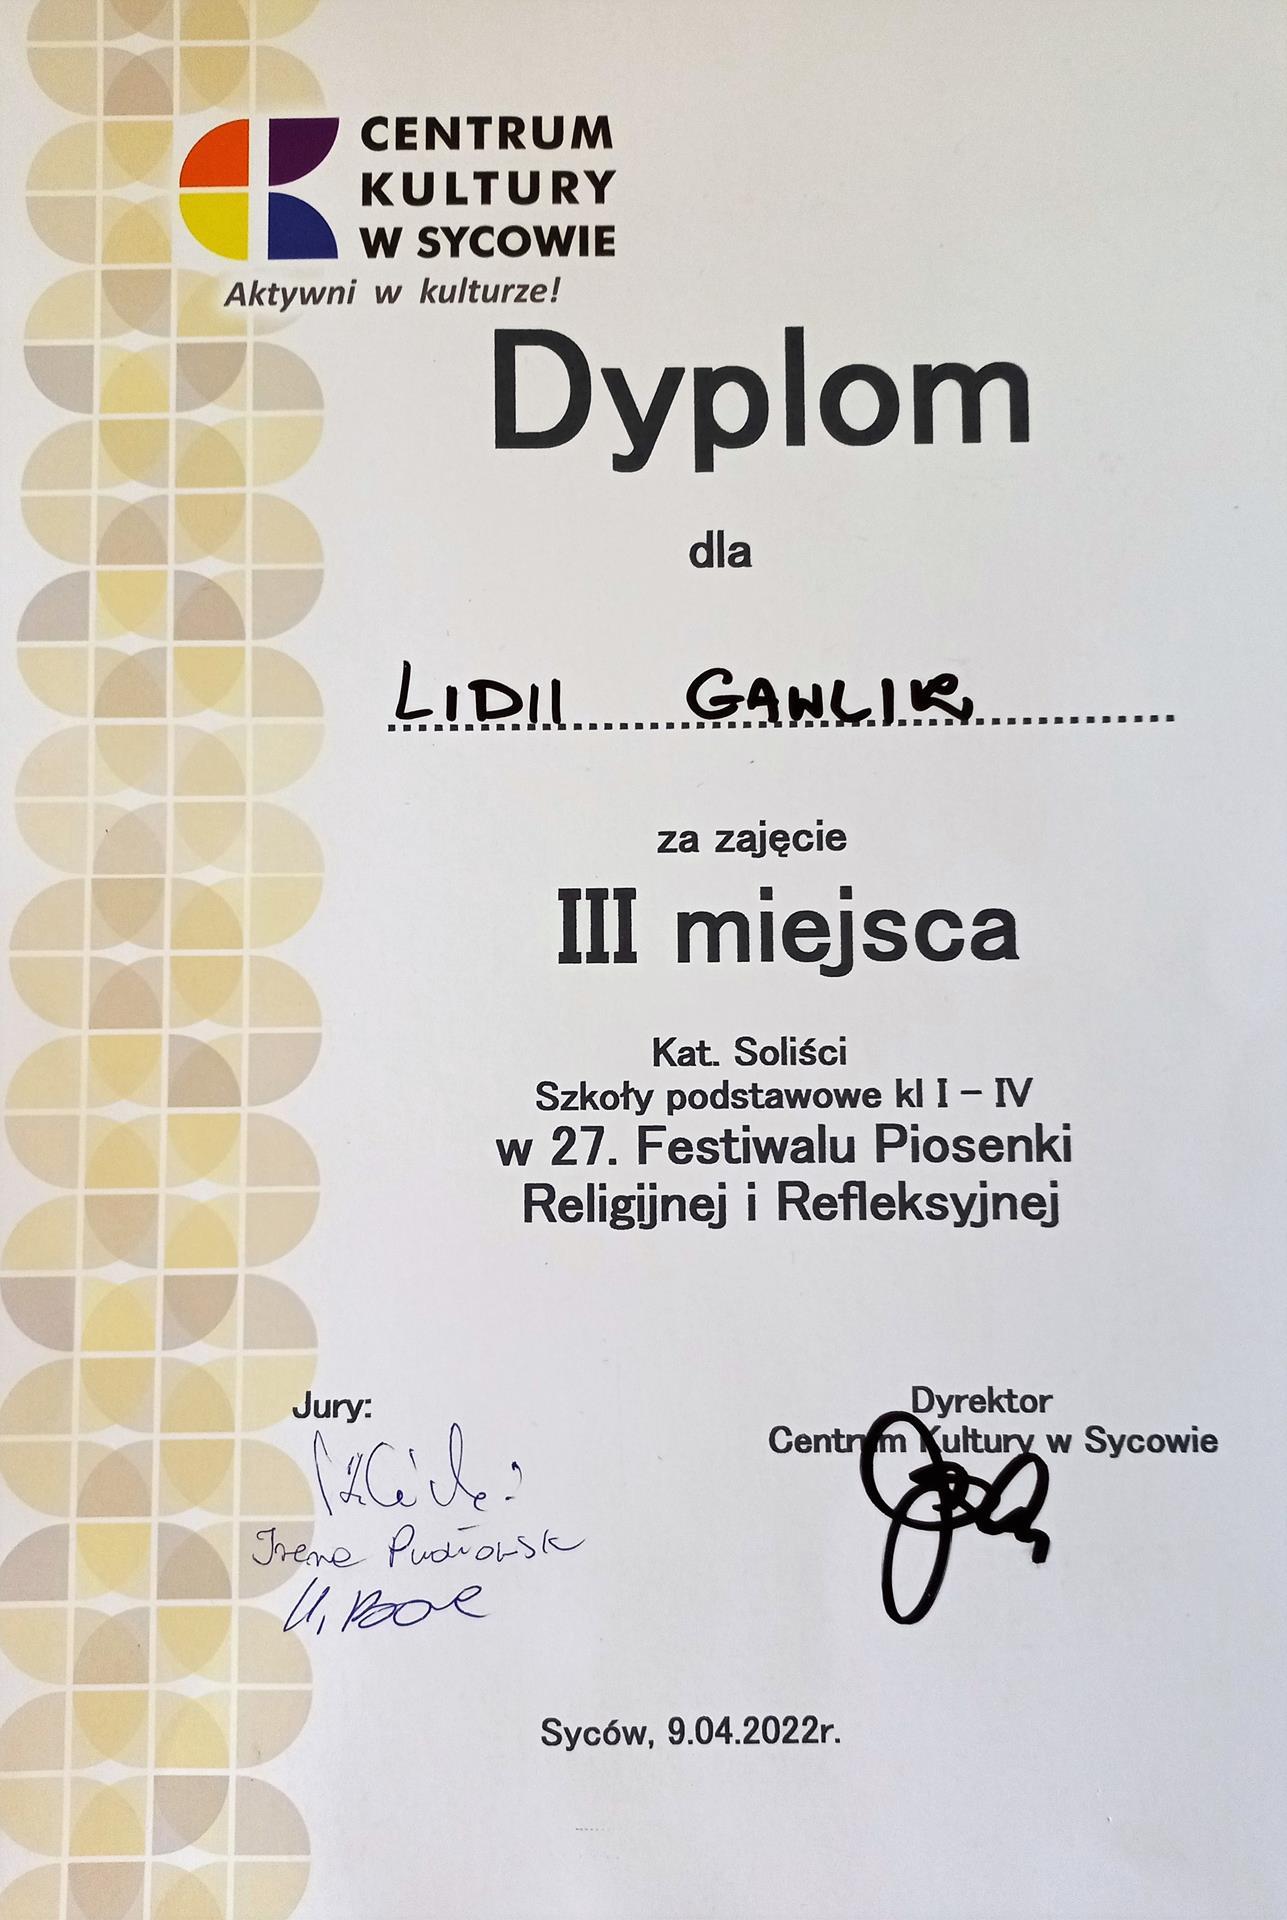 CENTRUM
KULTURY
W SYCOWIE
Aktywni w kulturze!
Dyplom
dla
LIDII GAWLIK
za zajęcie
III miejsca
Kat. Soliści
Szkoły podstawowe kl I – IV
w 27. Festiwalu Piosenki
Religijnej i Refleksyjnej
Jury:
Irena
Dyrektor
Centrum Kultury w Sycowie
Syców, 9.04.2022r.